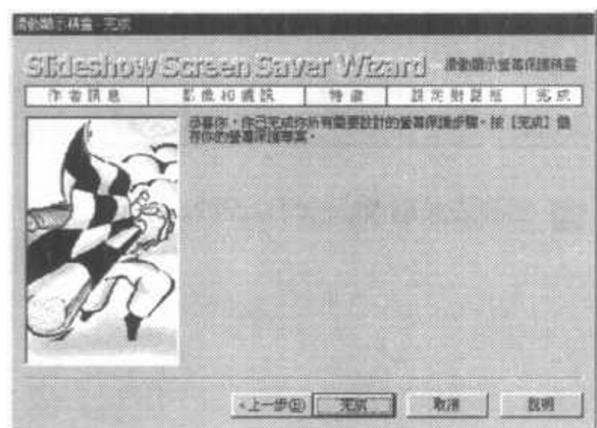 滑動顯示精靈 - 完成
Slideshow Screen Saver Wizard 滑動顯示螢幕保護精靈
作者訊息 影像和視訊 特徵 設定對話框 完成
恭喜你,你已完成你所有需要設計的螢幕保護步驟。按【完成】儲
存你的螢幕保護專案。
<上一步(B) 完成 取消 說明